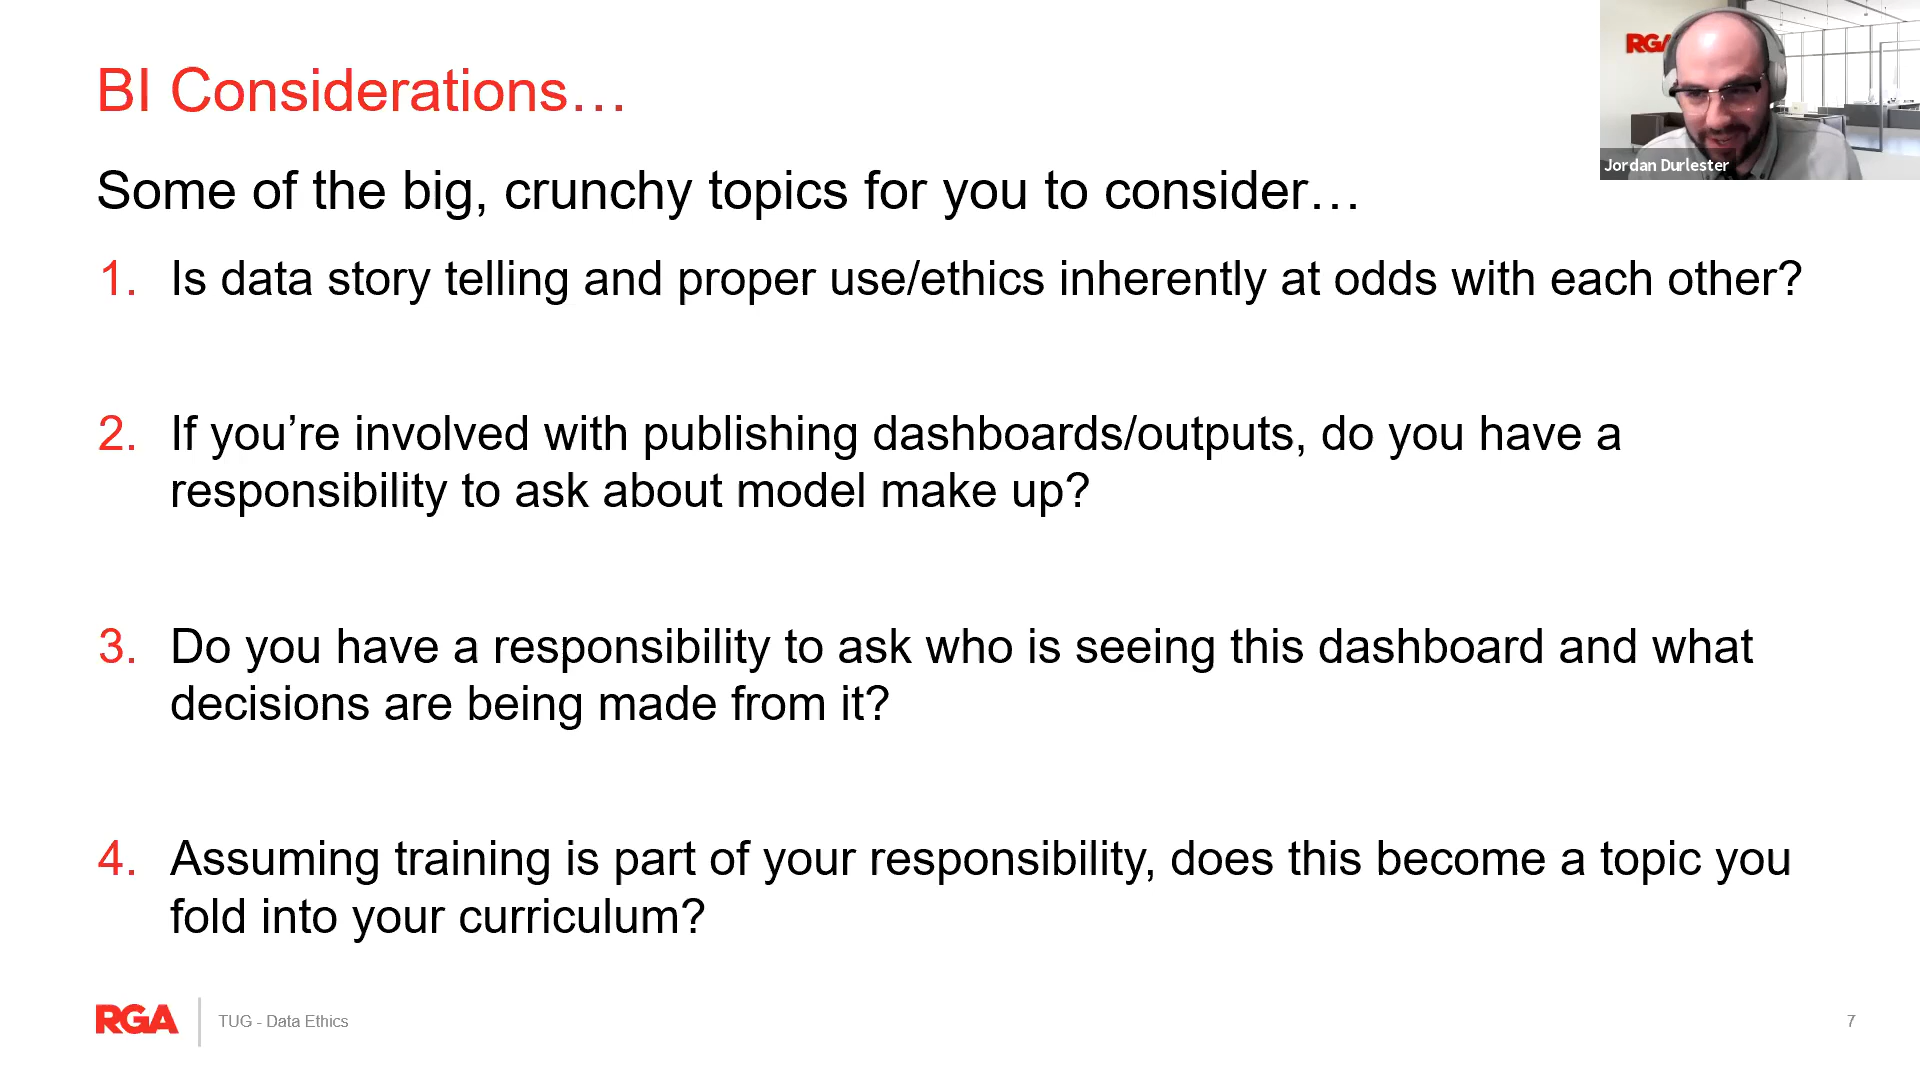 BI Considerations…
RGA
Jordan Durlester
Some of the big, crunchy topics for you to consider…
1. Is data story telling and proper use/ethics inherently at odds with each other?
2. If you’re involved with publishing dashboards/outputs, do you have a
responsibility to ask about model make up?
3. Do you have a responsibility to ask who is seeing this dashboard and what
decisions are being made from it?
4. Assuming training is part of your responsibility, does this become a topic you
fold into your curriculum?
RGA
TUG - Data Ethics
7